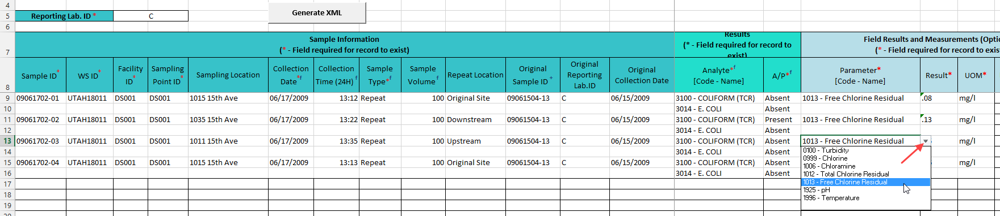 4
5 Reporting Lab. ID * C Generate XML
6
7 Sample Information
(* - Field required for record to exist)
Results
(* - Field required for record to
exist)
Field Results and Measurements
(* - Field required for record to
8 Sample ID* WS ID* Facility ID* Sampling Point ID* Sampling Location Collection Date*f Collection Time (24H) f Sample Type*f Sample Volume f Repeat Location Original Sample ID + Original Reporting Lab.ID Original Collection Date Analyte*f [Code - Name] A/P*f Parameter* [Code - Name] Result* UOM*
9 09061702-01 UTAH18011 DS001 DS001 1015 15th Ave 06/17/2009 13:12 Repeat 100 Original Site 09061504-13 C 06/15/2009 3100 - COLIFORM (TCR) Absent 1013 - Free Chlorine Residual .08 mg/l
10 3014 - E. COLI Absent
11 09061702-02 UTAH18011 DS001 DS001 1035 15th Ave 06/17/2009 13:22 Repeat 100 Downstream 09061504-13 C 06/15/2009 3100 - COLIFORM (TCR) Present 1013 - Free Chlorine Residual .13 mg/l
12 3014 - E. COLI Absent
13 09061702-03 UTAH18011 DS001 DS001 1011 15th Ave 06/17/2009 13:35 Repeat 100 Upstream 09061504-13 C 06/15/2009 3100 - COLIFORM (TCR) Absent 1013 - Free Chlorine Residual mg/l
14 3014 - E. COLI Absent
15 09061702-04 UTAH18011 DS001 DS001 1015 15th Ave 06/17/2009 13:13 Repeat 100 Original Site 09061504-13 C 06/15/2009 3100 - COLIFORM (TCR) Absent mg/l
16 3014 - E. COLI Absent
17
18
19
0100 - Turbidity
0999 - Chlorine
1006 - Chloramine
1012 - Total Chlorine Residual
1013 - Free Chlorine Residual
1925 - pH
1996 - Temperature